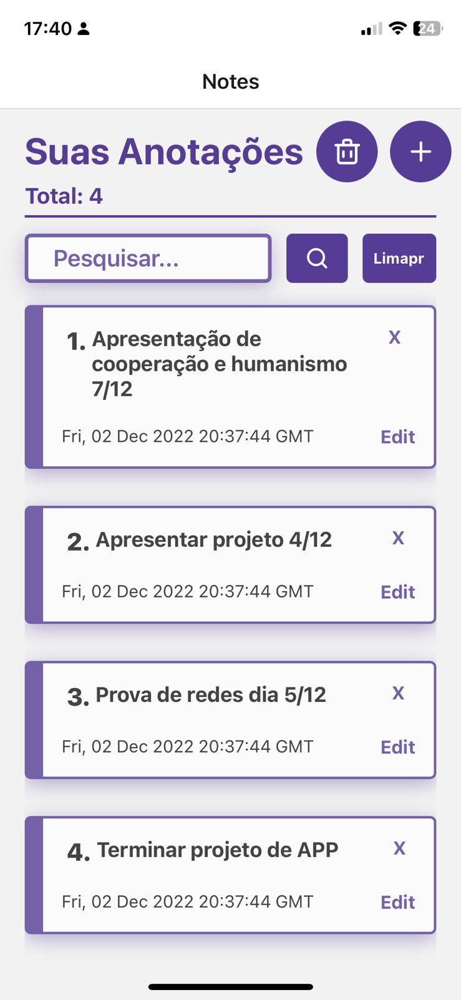 17:40
24
Notes
Suas Anotações
Total: 4
Pesquisar...
Limapr
1. Apresentação de
cooperação e humanismo
7/12
X
Fri, 02 Dec 2022 20:37:44 GMT
Edit
2. Apresentar projeto 4/12
X
Fri, 02 Dec 2022 20:37:44 GMT
Edit
3. Prova de redes dia 5/12
X
Fri, 02 Dec 2022 20:37:44 GMT
Edit
4. Terminar projeto de APP
X
Fri, 02 Dec 2022 20:37:44 GMT
Edit